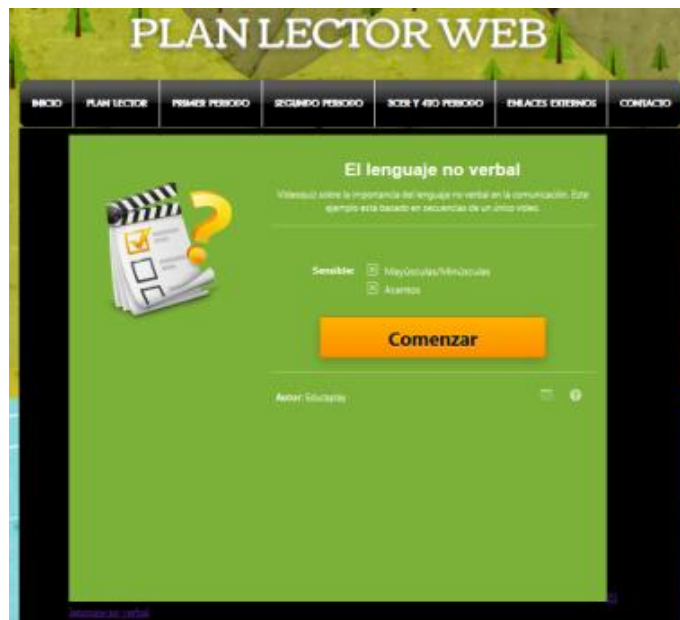 PLAN LECTOR WEB
INICIO PLAN LECTOR PRIMER PERIODO SEGUNDO PERIODO 3CER Y 4TO PERIODO ENLACES EXTERNOS CONTACTO
El lenguaje no verbal
Videoquiz sobre la importancia del lenguaje no verbal en la comunicación. Este
ejemplo está basado en secuencias de un único video.
Sensible: Mayúsculas/Minúsculas
Acentos
Comenzar
Autor: Educaplay
El
lenguaje no verbal